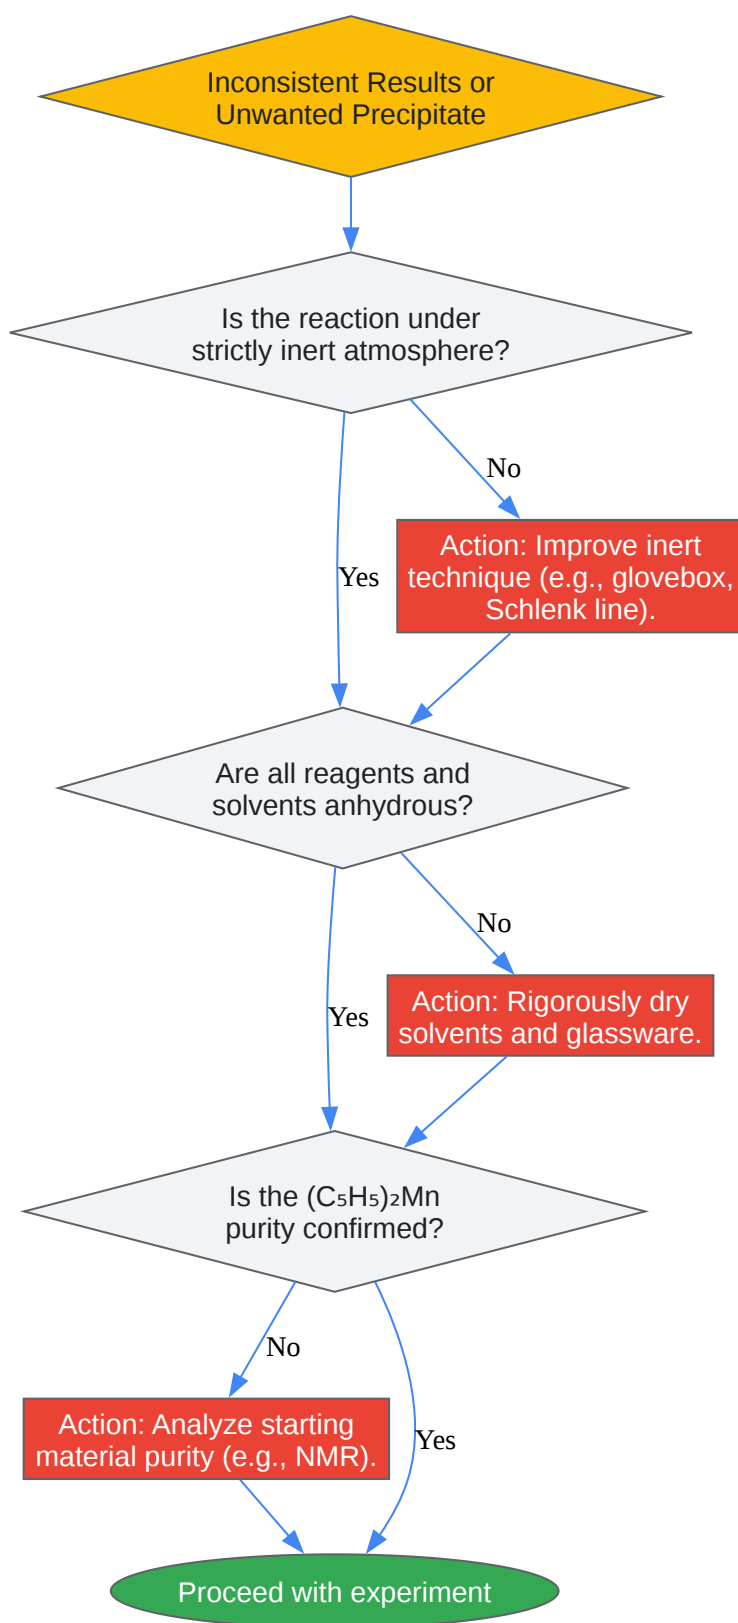 Inconsistent Results or
Unwanted Precipitate
Is the reaction under
strictly inert atmosphere?
No
Action: Improve inert
technique (e.g., glovebox,
Schlenk line).
Yes
Are all reagents and
solvents anhydrous?
No
Action: Rigorously dry
solvents and glassware.
Yes
Is the (C₅H₅)₂Mn
purity confirmed?
No
Action: Analyze starting
material purity (e.g., NMR).
Yes
Proceed with experiment